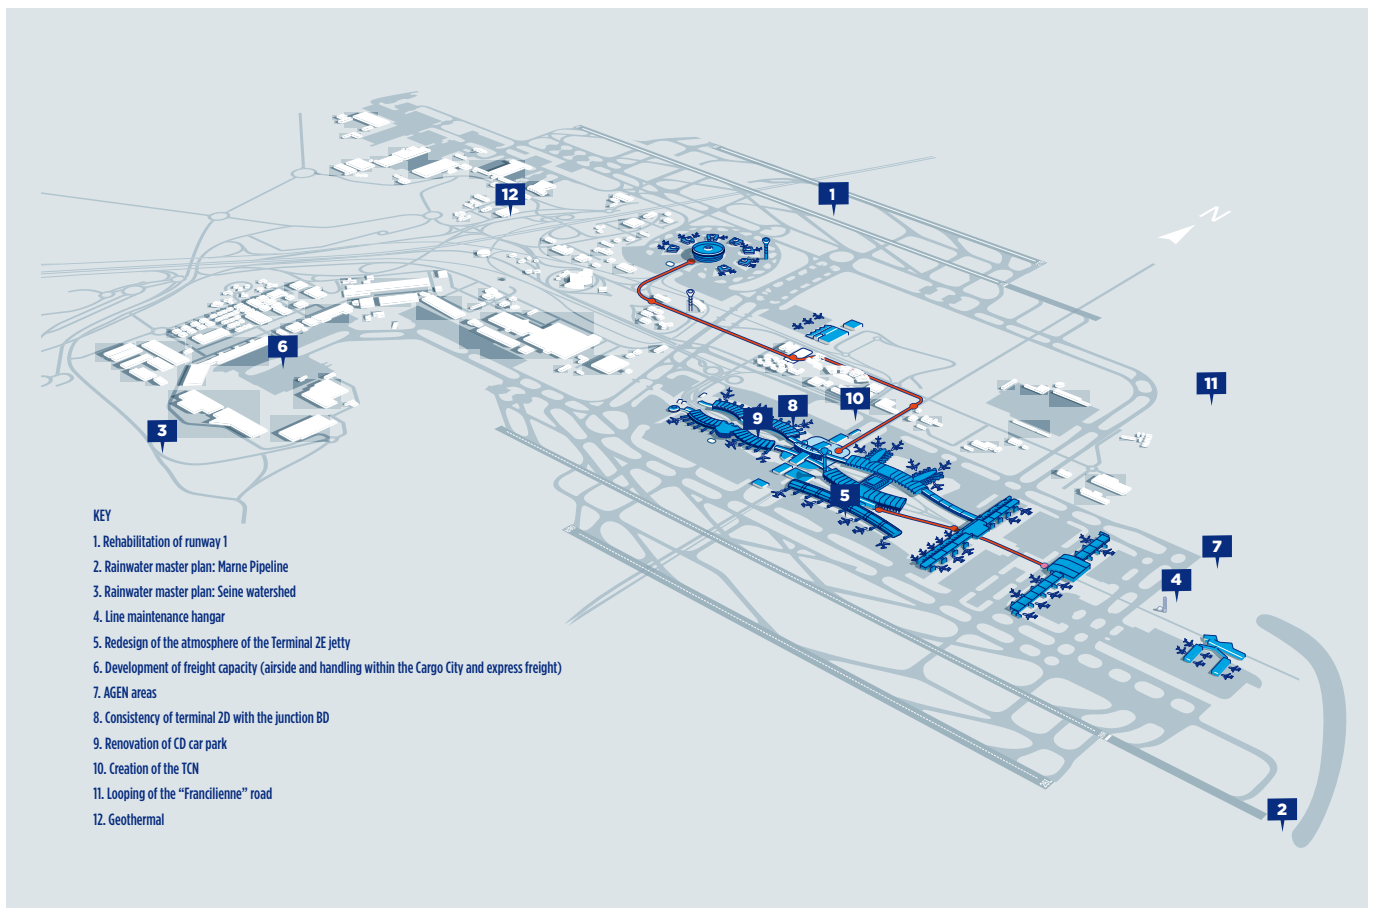 12
1
N
6
11
10
8
9
3
5
7
4
2
KEY
1. Rehabilitation of runway 1
2. Rainwater master plan: Marne Pipeline
3. Rainwater master plan: Seine watershed
4. Line maintenance hangar
5. Redesign of the atmosphere of the Terminal 2E jetty
6. Development of freight capacity (airside and handling within the Cargo City and express freight)
7. AGEN areas
8. Consistency of terminal 2D with the junction BD
9. Renovation of CD car park
10. Creation of the TCN
11. Looping of the “Francilienne” road
12. Geothermal